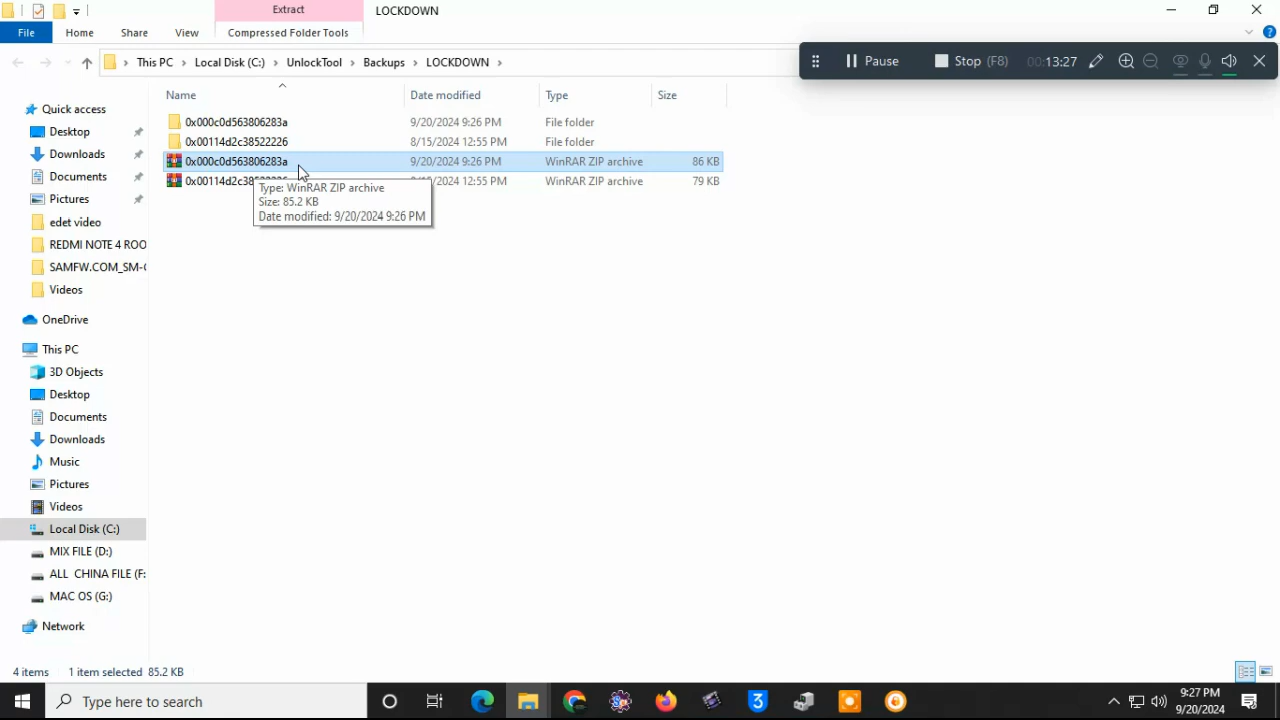 Extract
LOCKDOWN
File
Home
Share
View
Compressed Folder Tools
This PC
Local Disk (C:)
UnlockTool
Backups
LOCKDOWN
Pause
Stop (F8)
00:13:27
Name
Date modified
Type
Size
Quick access
Desktop
Downloads
Documents
Pictures
edet video
REDMI NOTE 4 ROO
SAMFW.COM_SM-
Videos
OneDrive
This PC
3D Objects
Desktop
Documents
Downloads
Music
Pictures
Videos
Local Disk (C:)
MIX FILE (D:)
ALL CHINA FILE (F:
MAC OS (G:)
Network
0x000c0d563806283a 9/20/2024 9:26 PM File folder
0x00114d2c38522226 8/15/2024 12:55 PM File folder
0x000c0d563806283a 9/20/2024 9:26 PM WinRAR ZIP archive 86 KB
12:55 PM WinRAR ZIP archive 79 KB
Type: WinRAR ZIP archive
Size: 85.2 KB
Date modified: 9/20/2024 9:26 PM
4 items 1 item selected 85.2 KB
Type here to search
3
9:27 PM
9/20/2024